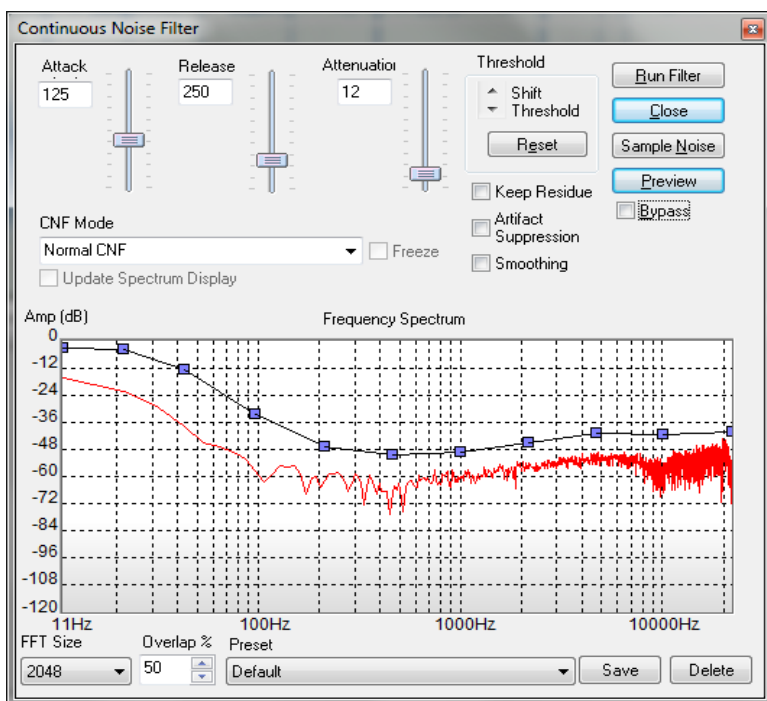 Continuous Noise Filter
Attack
125
Release
250
Attenuation
12
Threshold
Shift
Threshold
Reset
Run Filter
Close
Sample Noise
Preview
Bypass
Keep Residue
Artifact
Suppression
Smoothing
CNF Mode
Normal CNF
Freeze
Update Spectrum Display
Amp (dB)
Frequency Spectrum
0
-12
-24
-36
-48
-60
-72
-84
-96
-108
-120
11Hz 100Hz 1000Hz 10000Hz
FFT Size
2048
Overlap %
50
Preset
Default
Save
Delete